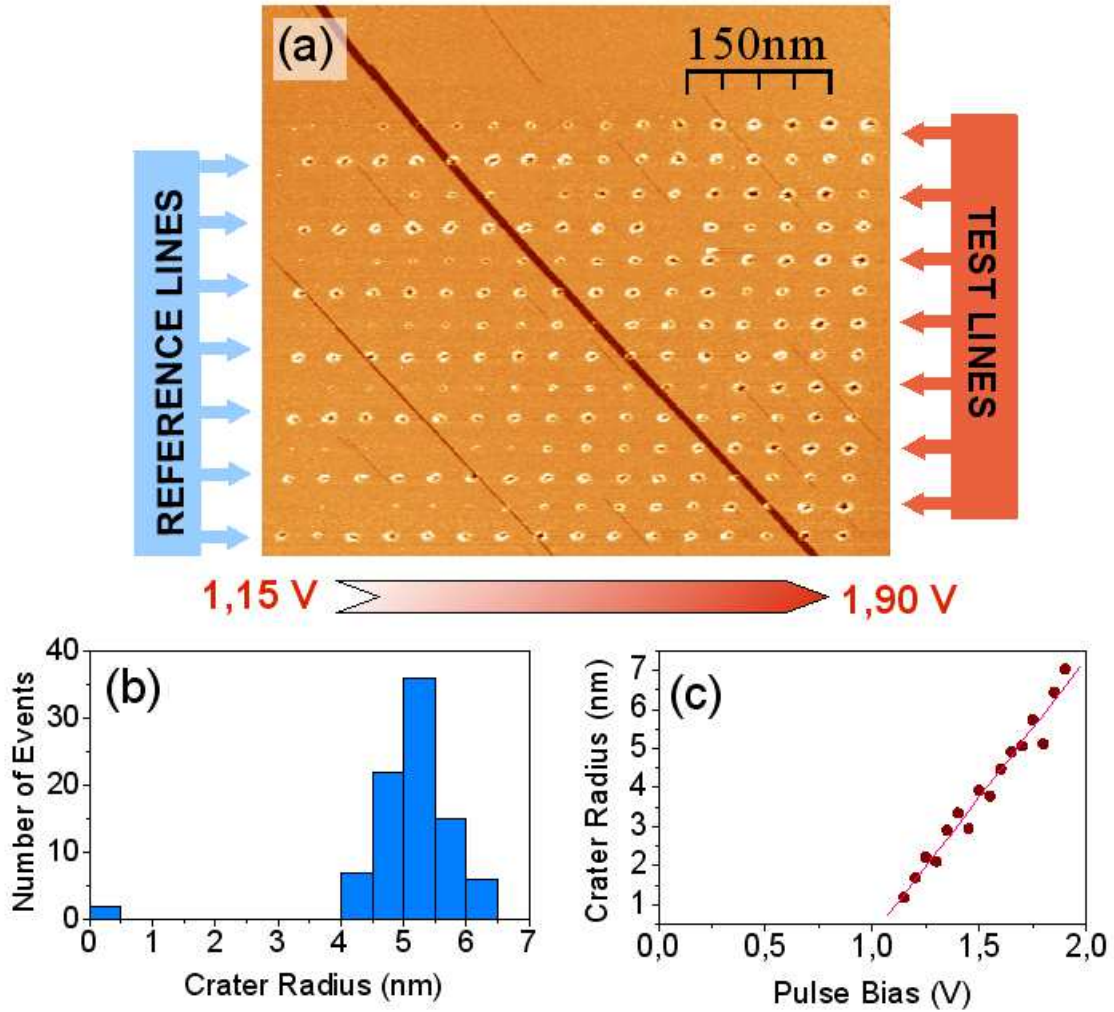 (a)
150nm
REFERENCE LINES
TEST LINES
1,15 V
1,90 V
(b)
Number of Events
40
30
20
10
0
0 1 2 3 4 5 6 7
Crater Radius (nm)
(c)
Crater Radius (nm)
7
6
5
4
3
2
1
0,0 0,5 1,0 1,5 2,0
Pulse Bias (V)